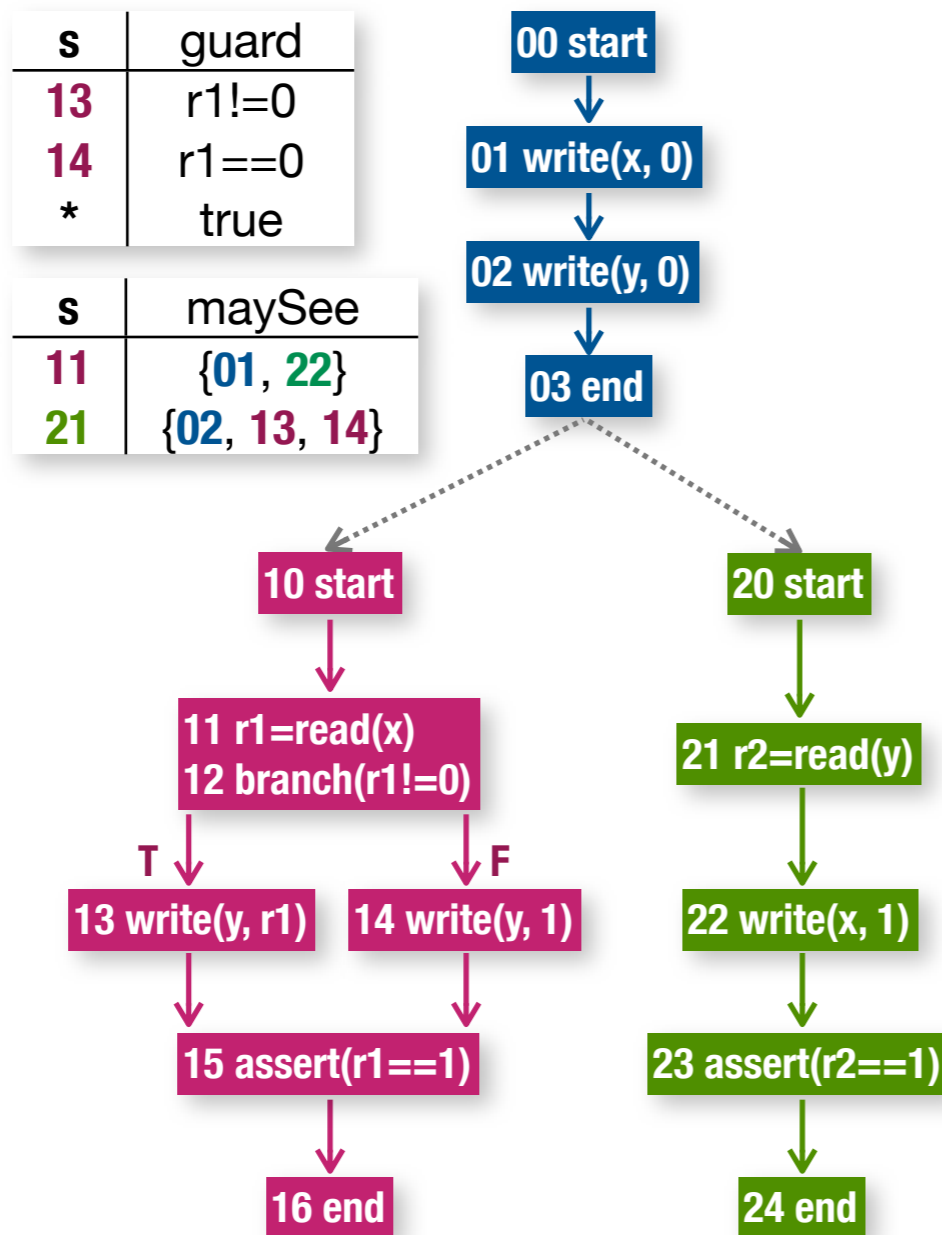 s guard
13 r1!=0
14 r1==0
* true
s maySee
11 {01, 22}
21 {02, 13, 14}
00 start
01 write(x, 0)
02 write(y, 0)
03 end
10 start
11 r1=read(x)
12 branch(r1!=0)
T
F
13 write(y, r1)
14 write(y, 1)
15 assert(r1==1)
16 end
20 start
21 r2=read(y)
22 write(x, 1)
23 assert(r2==1)
24 end